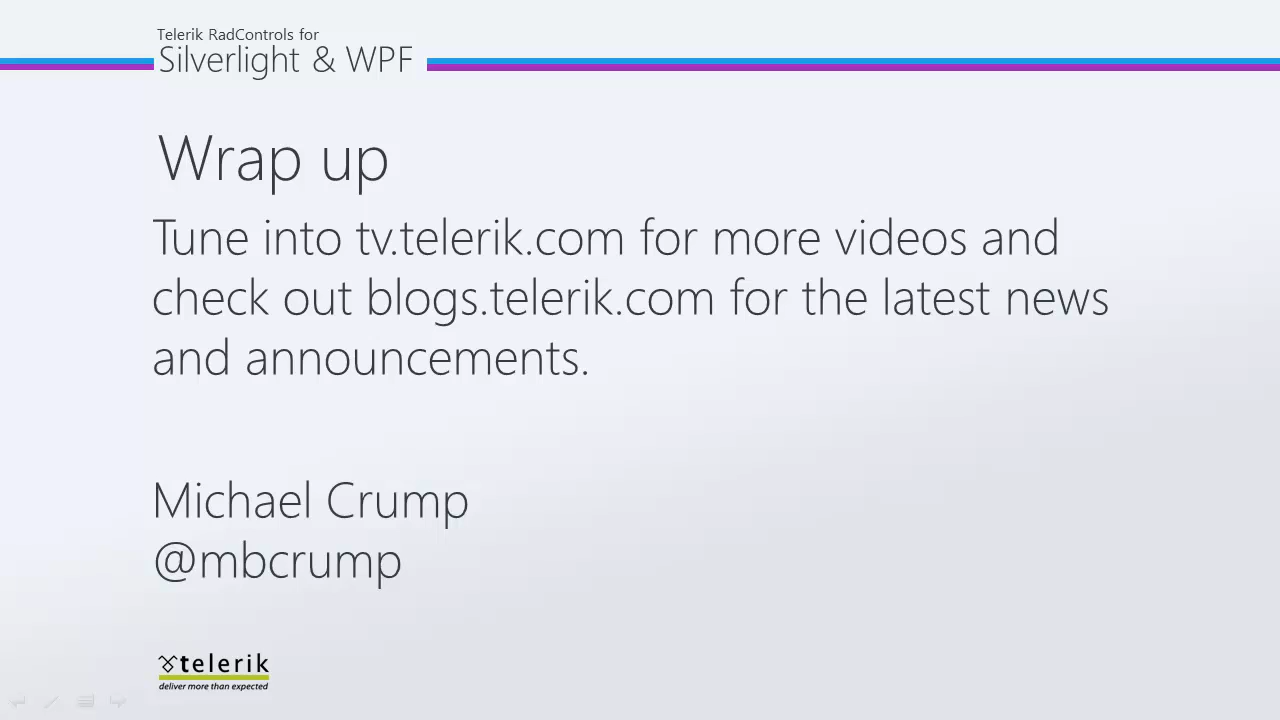 Telerik RadControls for
Silverlight & WPF
Wrap up
Tune into tv.telerik.com for more videos and
check out blogs.telerik.com for the latest news
and announcements.
Michael Crump
@mbcrump
telerik
deliver more than expected